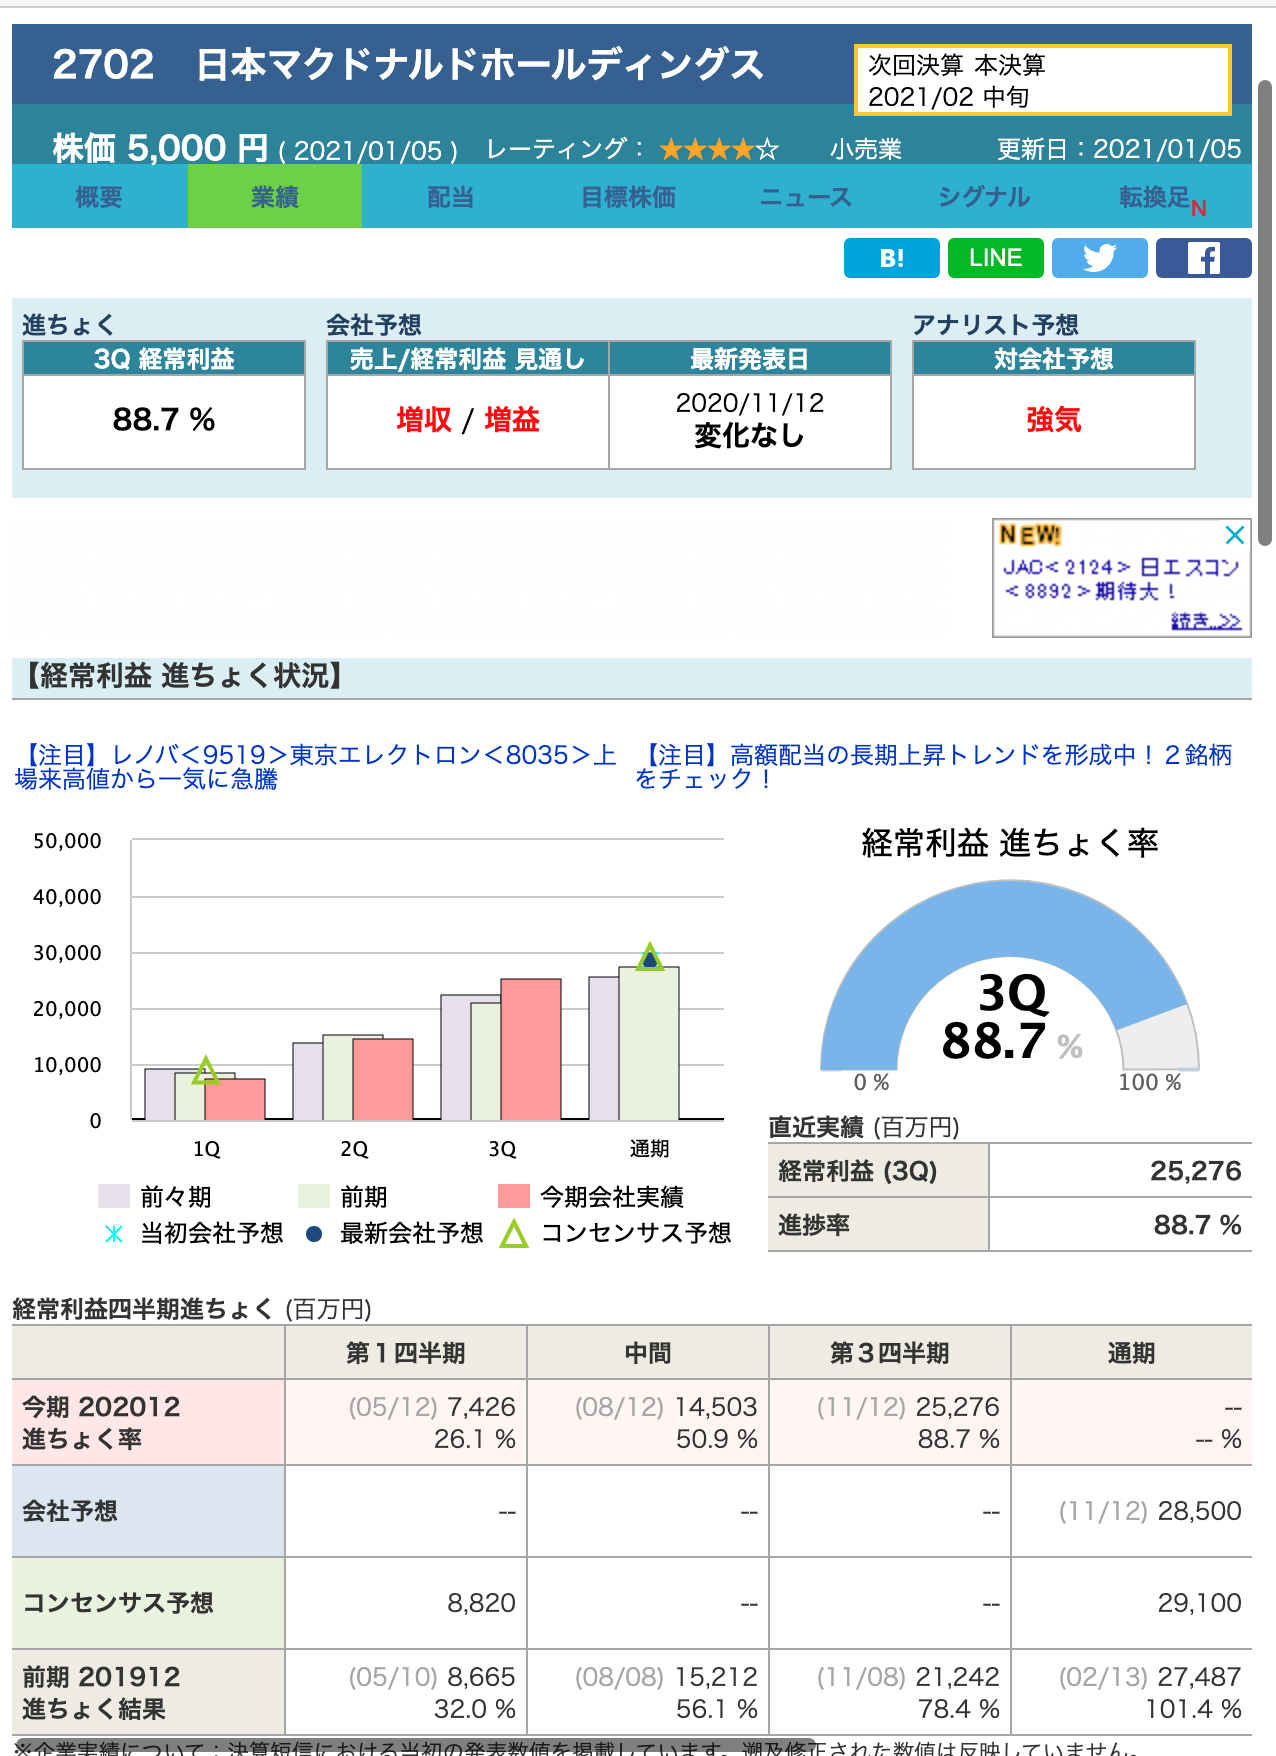 2702 日本マクドナルドホールディングス
次回決算 本決算
2021/02 中旬
株価 5,000 円 ( 2021/01/05 ) レーティング： ★★★★☆ 小売業 更新日：2021/01/05
概要 業績 配当 目標株価 ニュース シグナル 転換足N
B! LINE
進ちょく 会社予想 アナリスト予想
3Q 経常利益 売上/経常利益 見通し 最新発表日 対会社予想
88.7 % 増収 / 増益 2020/11/12 強気
変化なし
NEW!
JAC<2124> 日エスコン
<8892>期待大！
続き..>>
【経常利益 進ちょく状況】
【注目】レノバ<9519>東京エレクトロン<8035>上
場来高値から一気に急騰
【注目】高額配当の長期上昇トレンドを形成中！２銘柄
をチェック！
50,000
40,000
30,000
20,000
10,000
0
1Q 2Q 3Q 通期
前々期 前期 今期会社実績
当初会社予想 最新会社予想 コンセンサス予想
経常利益 進ちょく率
3Q
88.7 %
0 % 100 %
直近実績 (百万円)
経常利益 (3Q) 25,276
進捗率 88.7 %
経常利益四半期進ちょく (百万円)
第１四半期 中間 第３四半期 通期
今期 202012 (05/12) 7,426 (08/12) 14,503 (11/12) 25,276 --
進ちょく率 26.1 % 50.9 % 88.7 % -- %
会社予想 -- -- -- (11/12) 28,500
コンセンサス予想 8,820 -- -- 29,100
前期 201912 (05/10) 8,665 (08/08) 15,212 (11/08) 21,242 (02/13) 27,487
進ちょく結果 32.0 % 56.1 % 78.4 % 101.4 %
※企業実績について：決算短信における当初の発表数値を掲載しています。遡及修正された数値は反映していません。